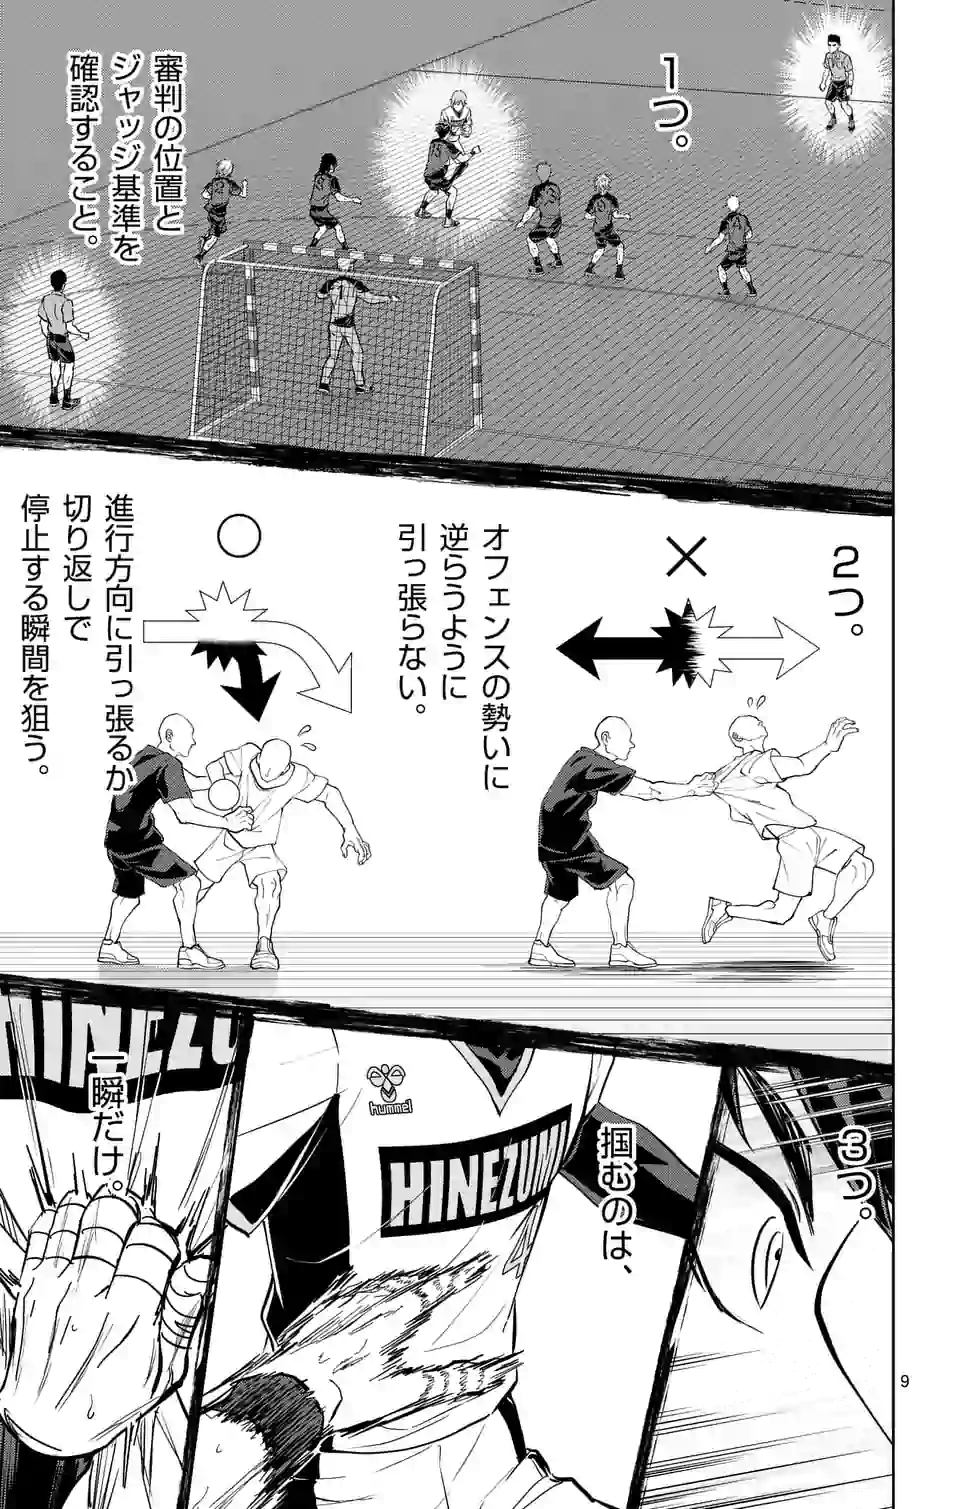 1つ。
審判の位置と
ジャッジ基準を
確認すること。
2つ。
×
オフェンスの勢いに
逆らうように
引っ張らない。
○
進行方向に引っ張るか
切り返しで
停止する瞬間を狙う。
3つ。
掴むのは、
hummel
HINEZUMI
一瞬だけ。
HINEZU
9